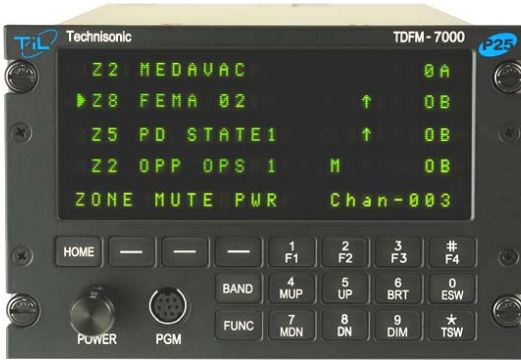 TiL Technisonic TDFM - 7000 P25
Z2 MEDAVAC 0A
Z8 FEMA 02 ↑ 0B
Z5 PD STATE1 ↑ 0B
Z2 OPP OPS 1 M 0B
ZONE MUTE PWR Chan-003
HOME — — — 1 F1 2 F2 3 F3 # F4
BAND 4 MUP 5 UP 6 BRT 0 ESW
FUNC 7 MDN 8 DN 9 DIM * TSW
POWER PGM